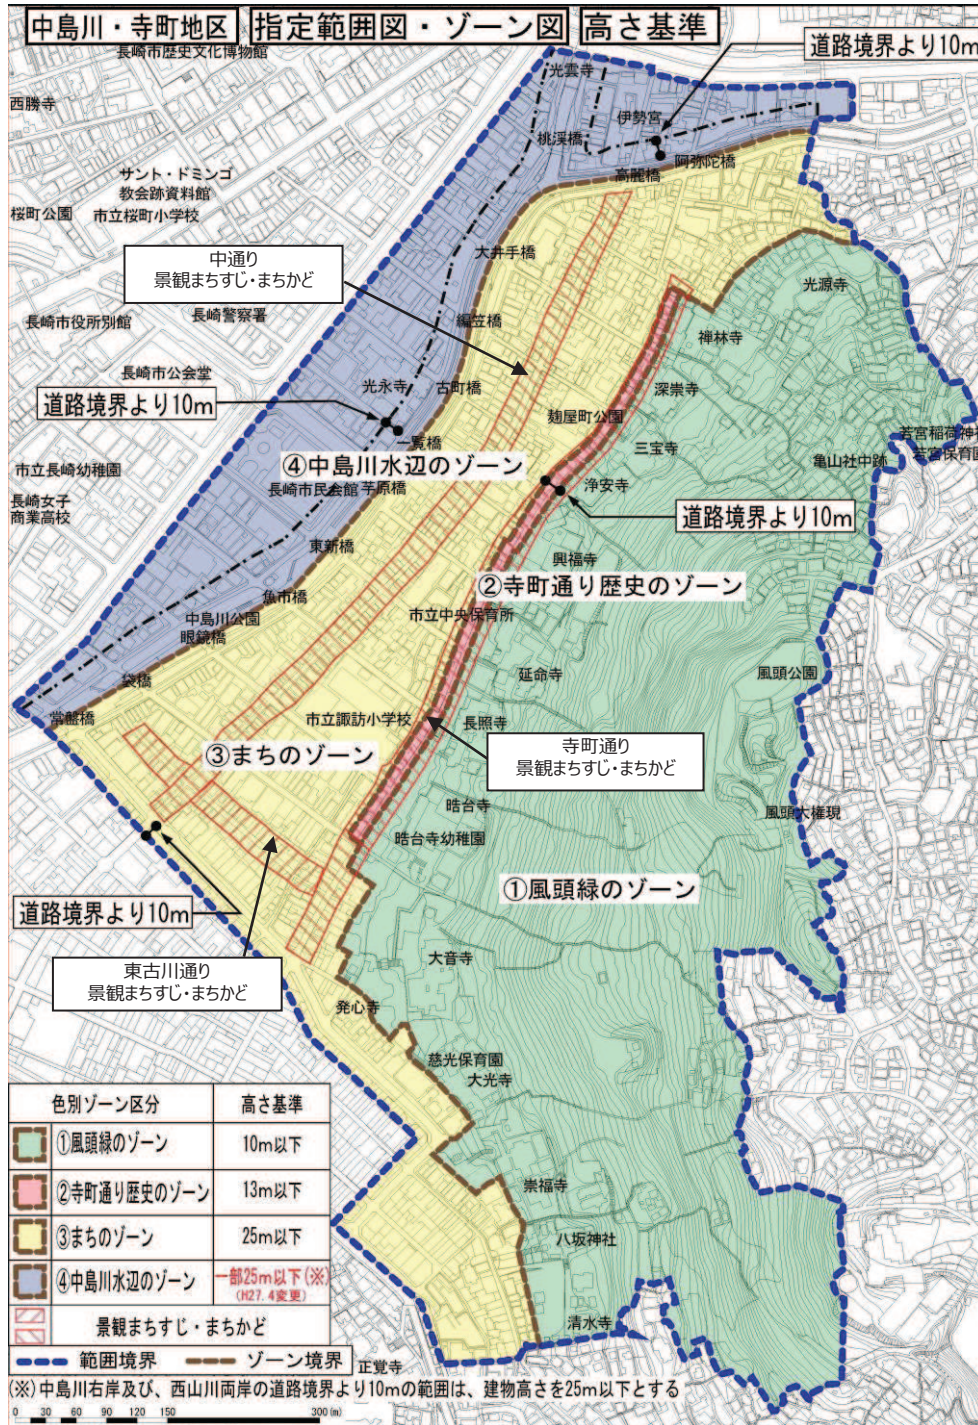 中島川・寺町地区 指定範囲図・ゾーン図 高さ基準
長崎市歴史文化博物館
道路境界より10m
光雲寺
西勝寺
伊勢宮
桃渓橋
阿弥陀橋
高麗橋
サント・ドミンゴ
教会跡資料館
桜町公園
市立桜町小学校
中通り
景観まちすじ・まちかど
大井手橋
光源寺
長崎市役所別館
長崎警察署
編笠橋
禅林寺
長崎市公会堂
光永寺
古町橋
深崇寺
道路境界より10m
麹屋町公園
一覧橋
三宝寺
若宮稲荷神社
若宮保育園
亀山社中跡
④中島川水辺のゾーン
市立長崎幼稚園
長崎市民会館
芋原橋
浄安寺
長崎女子
商業高校
道路境界より10m
東新橋
興福寺
②寺町通り歴史のゾーン
魚市橋
中島川公園
眼鏡橋
市立中央保育所
延命寺
風頭公園
袋橋
常盤橋
市立諏訪小学校
長照寺
③まちのゾーン
寺町通り
景観まちすじ・まちかど
晧台寺
風頭大権現
晧台寺幼稚園
①風頭緑のゾーン
道路境界より10m
大音寺
東古川通り
景観まちすじ・まちかど
発心寺
慈光保育園
大光寺
色別ゾーン区分 高さ基準
①風頭緑のゾーン 10m以下
②寺町通り歴史のゾーン 13m以下
③まちのゾーン 25m以下
④中島川水辺のゾーン 一部25m以下(※)
(H27.4変更)
景観まちすじ・まちかど
崇福寺
八坂神社
清水寺
範囲境界 ゾーン境界
正覚寺
(※)中島川右岸及び、西山川両岸の道路境界より10mの範囲は、建物高さを25m以下とする
0 30 60 90 120 150 300 (m)